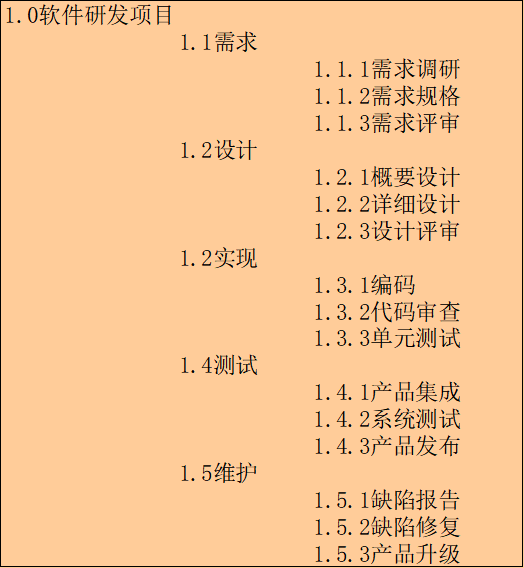 1.0软件研发项目
1.1需求
1.1.1需求调研
1.1.2需求规格
1.1.3需求评审
1.2设计
1.2.1概要设计
1.2.2详细设计
1.2.3设计评审
1.2实现
1.3.1编码
1.3.2代码审查
1.3.3单元测试
1.4测试
1.4.1产品集成
1.4.2系统测试
1.4.3产品发布
1.5维护
1.5.1缺陷报告
1.5.2缺陷修复
1.5.3产品升级